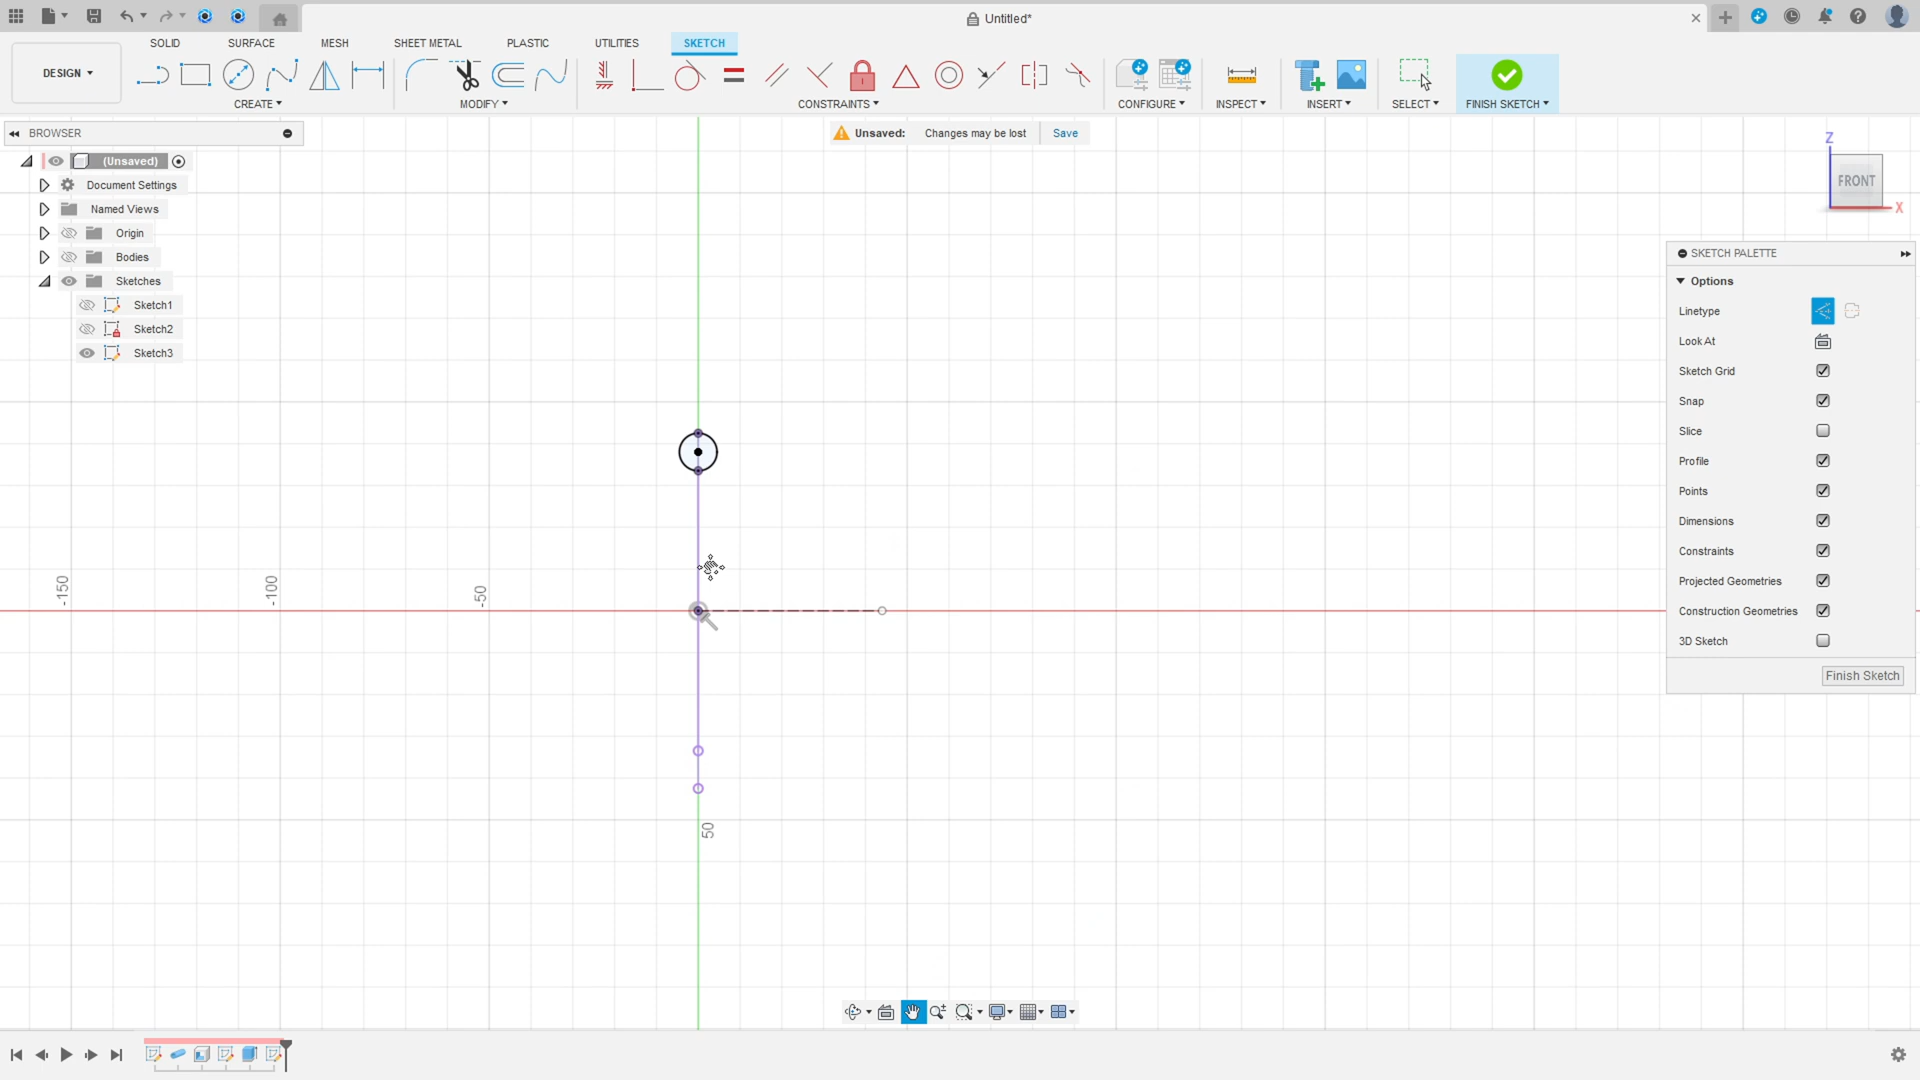 Untitled*
SOLID SURFACE MESH SHEET METAL PLASTIC UTILITIES SKETCH
DESIGN
CREATE MODIFY CONSTRAINTS CONFIGURE INSPECT INSERT SELECT FINISH SKETCH
BROWSER
Unsaved: Changes may be lost Save
(Unsaved)
Document Settings
Named Views
Origin
Bodies
Sketches
Sketch1
Sketch2
Sketch3
Z
FRONT
X
SKETCH PALETTE
Options
Linetype
Look At
Sketch Grid
Snap
Slice
Profile
Points
Dimensions
Constraints
Projected Geometries
Construction Geometries
3D Sketch
Finish Sketch
-150
-100
-50
50